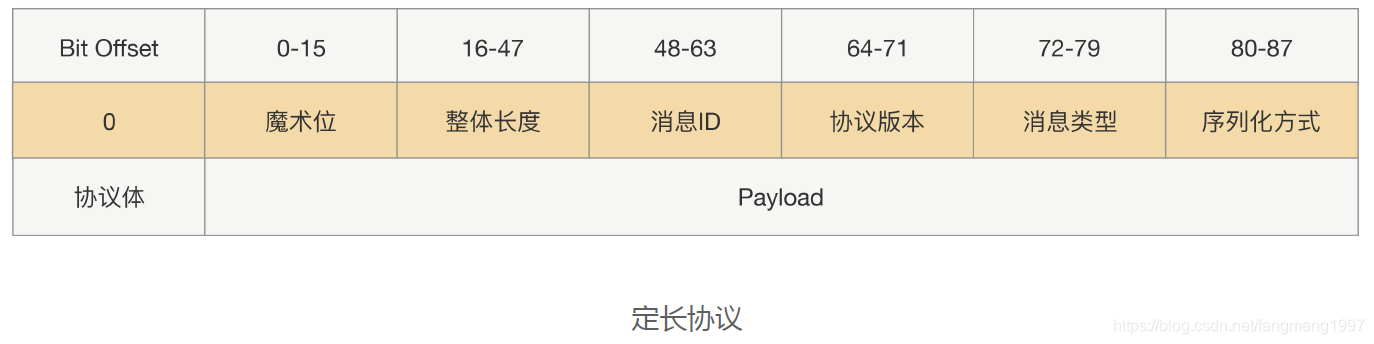 Bit Offset 0-15 16-47 48-63 64-71 72-79 80-87
0 魔术位 整体长度 消息ID 协议版本 消息类型 序列化方式
协议体 Payload
定长协议
https://blog.csdn.net/fangmeng1997